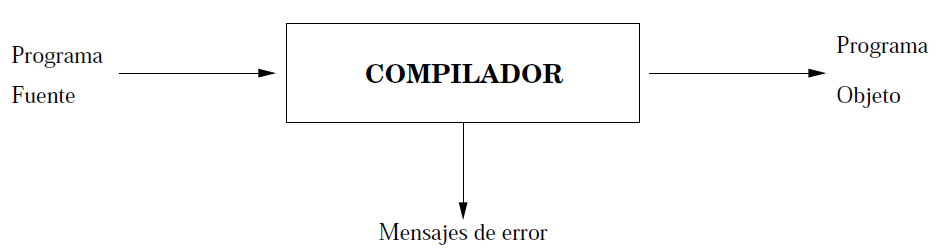 Programa
Fuente
COMPILADOR
Programa
Objeto
Mensajes de error